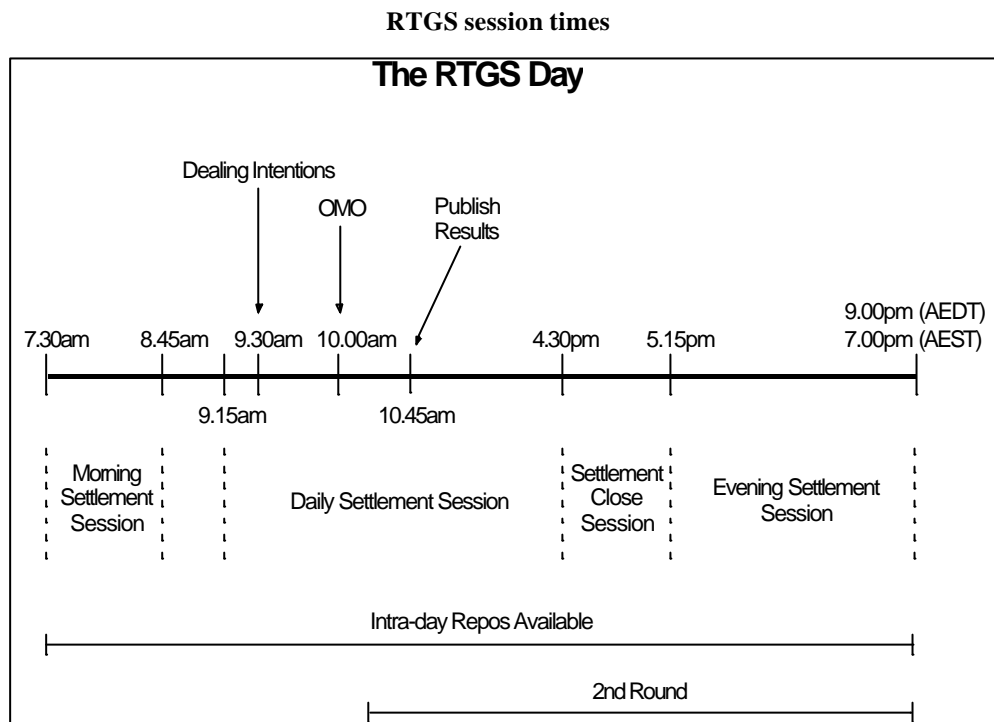 RTGS session times
The RTGS Day
Dealing Intentions
OMO
Publish
Results
9.00pm (AEDT)
7.30am 8.45am 9.30am 10.00am 4.30pm 5.15pm 7.00pm (AEST)
9.15am 10.45am
Morning
Settlement
Session
Daily Settlement Session
Settlement
Close
Session
Evening Settlement
Session
Intra-day Repos Available
2nd Round